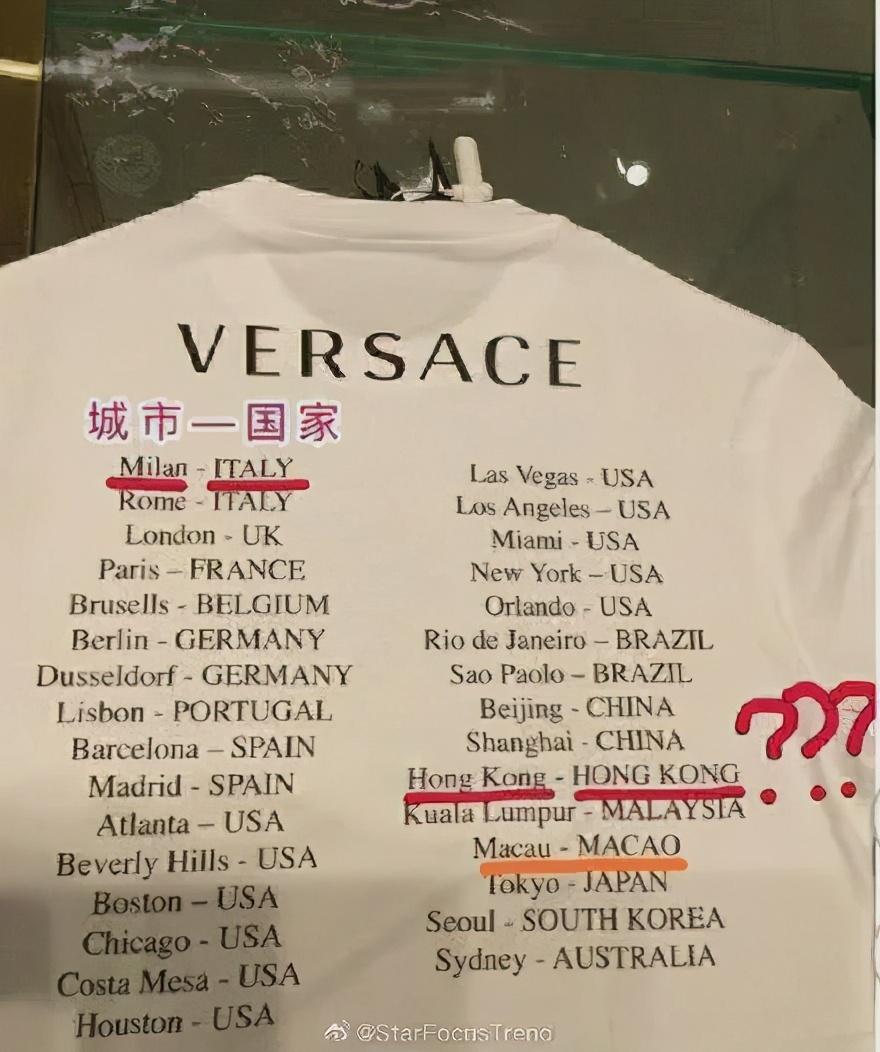 VERSACE
城市—国家
Milan - ITALY
Rome - ITALY
London - UK
Paris – FRANCE
Brusells - BELGIUM
Berlin - GERMANY
Dusseldorf - GERMANY
Lisbon - PORTUGAL
Barcelona – SPAIN
Madrid - SPAIN
Atlanta – USA
Beverly Hills - USA
Boston – USA
Chicago - USA
Costa Mesa - USA
Houston - USA
Las Vegas - USA
Los Angeles – USA
Miami - USA
New York – USA
Orlando - USA
Rio de Janeiro – BRAZIL
Sao Paolo – BRAZIL
Beijing - CHINA
Shanghai - CHINA
Hong Kong - HONG KONG
???
Kuala Lumpur - MALAYSIA
Macau - MACAO
Tokyo - JAPAN
Seoul - SOUTH KOREA
Sydney - AUSTRALIA
@StarFocusTrend